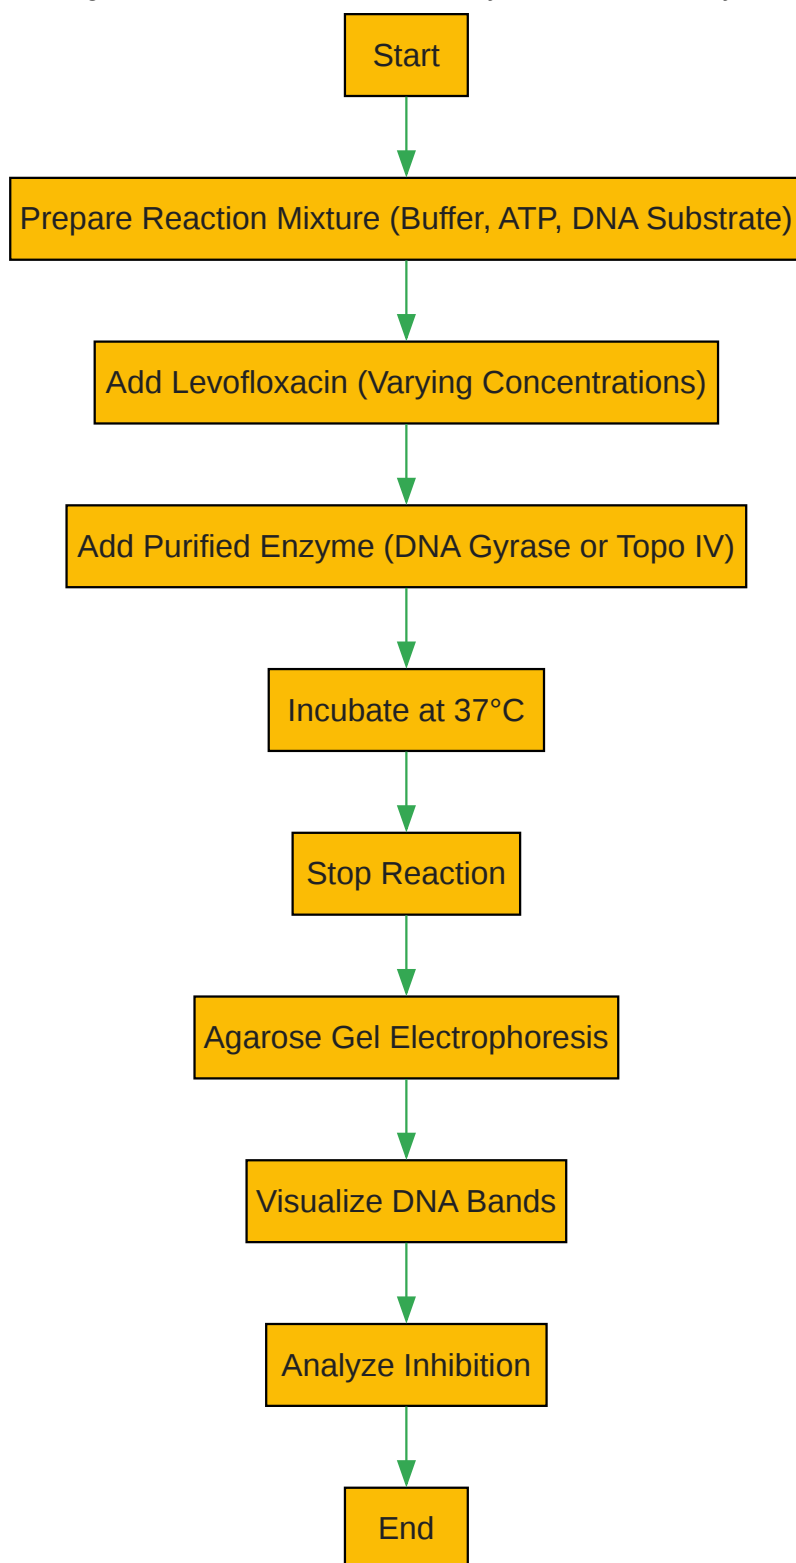 Start
Prepare Reaction Mixture (Buffer, ATP, DNA Substrate)
Add Levofloxacin (Varying Concentrations)
Add Purified Enzyme (DNA Gyrase or Topo IV)
Incubate at 37°C
Stop Reaction
Agarose Gel Electrophoresis
Visualize DNA Bands
Analyze Inhibition
End